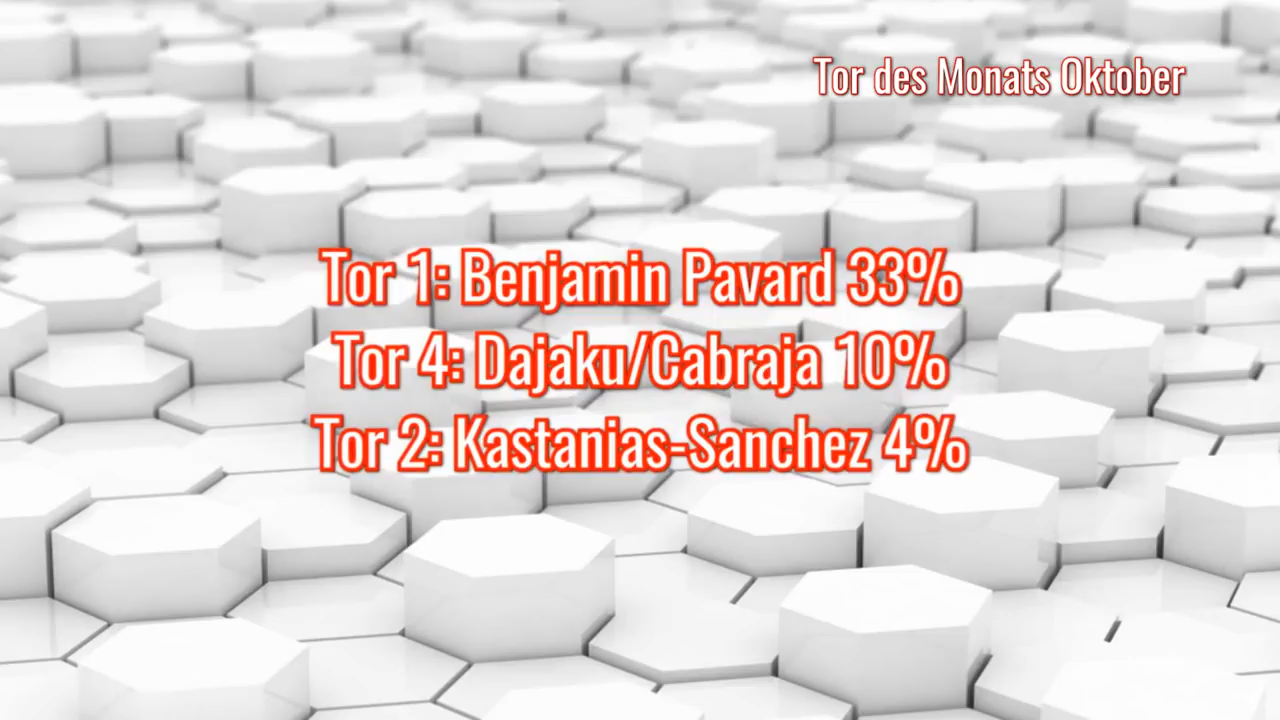 Tor des Monats Oktober
Tor 1: Benjamin Pavard 33%
Tor 4: Dajaku/Cabraja 10%
Tor 2: Kastanias-Sanchez 4%